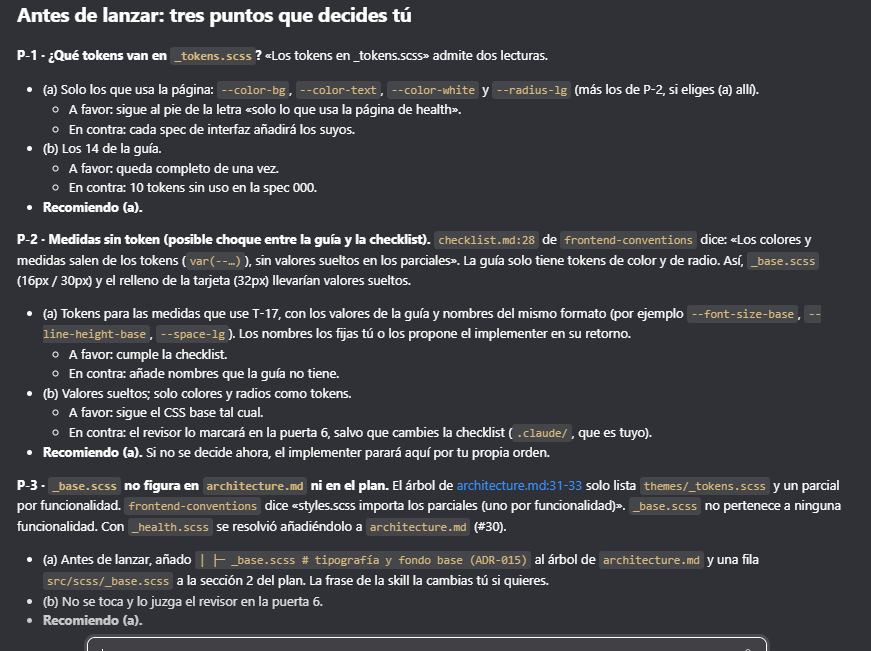 Antes de lanzar: tres puntos que decides tú
P-1 - ¿Qué tokens van en _tokens.scss? «Los tokens en _tokens.scss» admite dos lecturas.
(a) Solo los que usa la página: --color-bg, --color-text, --color-white y --radius-lg (más los de P-2, si eliges (a) allí).
A favor: sigue al pie de la letra «solo lo que usa la página de health».
En contra: cada spec de interfaz añadirá los suyos.
(b) Los 14 de la guía.
A favor: queda completo de una vez.
En contra: 10 tokens sin uso en la spec 000.
Recomiendo (a).
P-2 - Medidas sin token (posible choque entre la guía y la checklist). checklist.md:28 de frontend-conventions dice: «Los colores y
medidas salen de los tokens (var(--…)), sin valores sueltos en los parciales». La guía solo tiene tokens de color y de radio. Así, _base.scss
(16px / 30px) y el relleno de la tarjeta (32px) llevarían valores sueltos.
(a) Tokens para las medidas que use T-17, con los valores de la guía y nombres del mismo formato (por ejemplo --font-size-base, --
line-height-base, --space-lg). Los nombres los fijas tú o los propone el implementer en su retorno.
A favor: cumple la checklist.
En contra: añade nombres que la guía no tiene.
(b) Valores sueltos; solo colores y radios como tokens.
A favor: sigue el CSS base tal cual.
En contra: el revisor lo marcará en la puerta 6, salvo que cambies la checklist (.claude/, que es tuyo).
Recomiendo (a). Si no se decide ahora, el implementer parará aquí por tu propia orden.
P-3 - _base.scss no figura en architecture.md ni en el plan. El árbol de architecture.md:31-33 solo lista themes/_tokens.scss y un parcial
por funcionalidad. frontend-conventions dice «styles.scss importa los parciales (uno por funcionalidad)». _base.scss no pertenece a ninguna
funcionalidad. Con _health.scss se resolvió añadiéndolo a architecture.md (#30).
(a) Antes de lanzar, añado │ ├─ _base.scss # tipografía y fondo base (ADR-015) al árbol de architecture.md y una fila
src/scss/_base.scss a la sección 2 del plan. La frase de la skill la cambias tú si quieres.
(b) No se toca y lo juzga el revisor en la puerta 6.
Recomiendo (a).